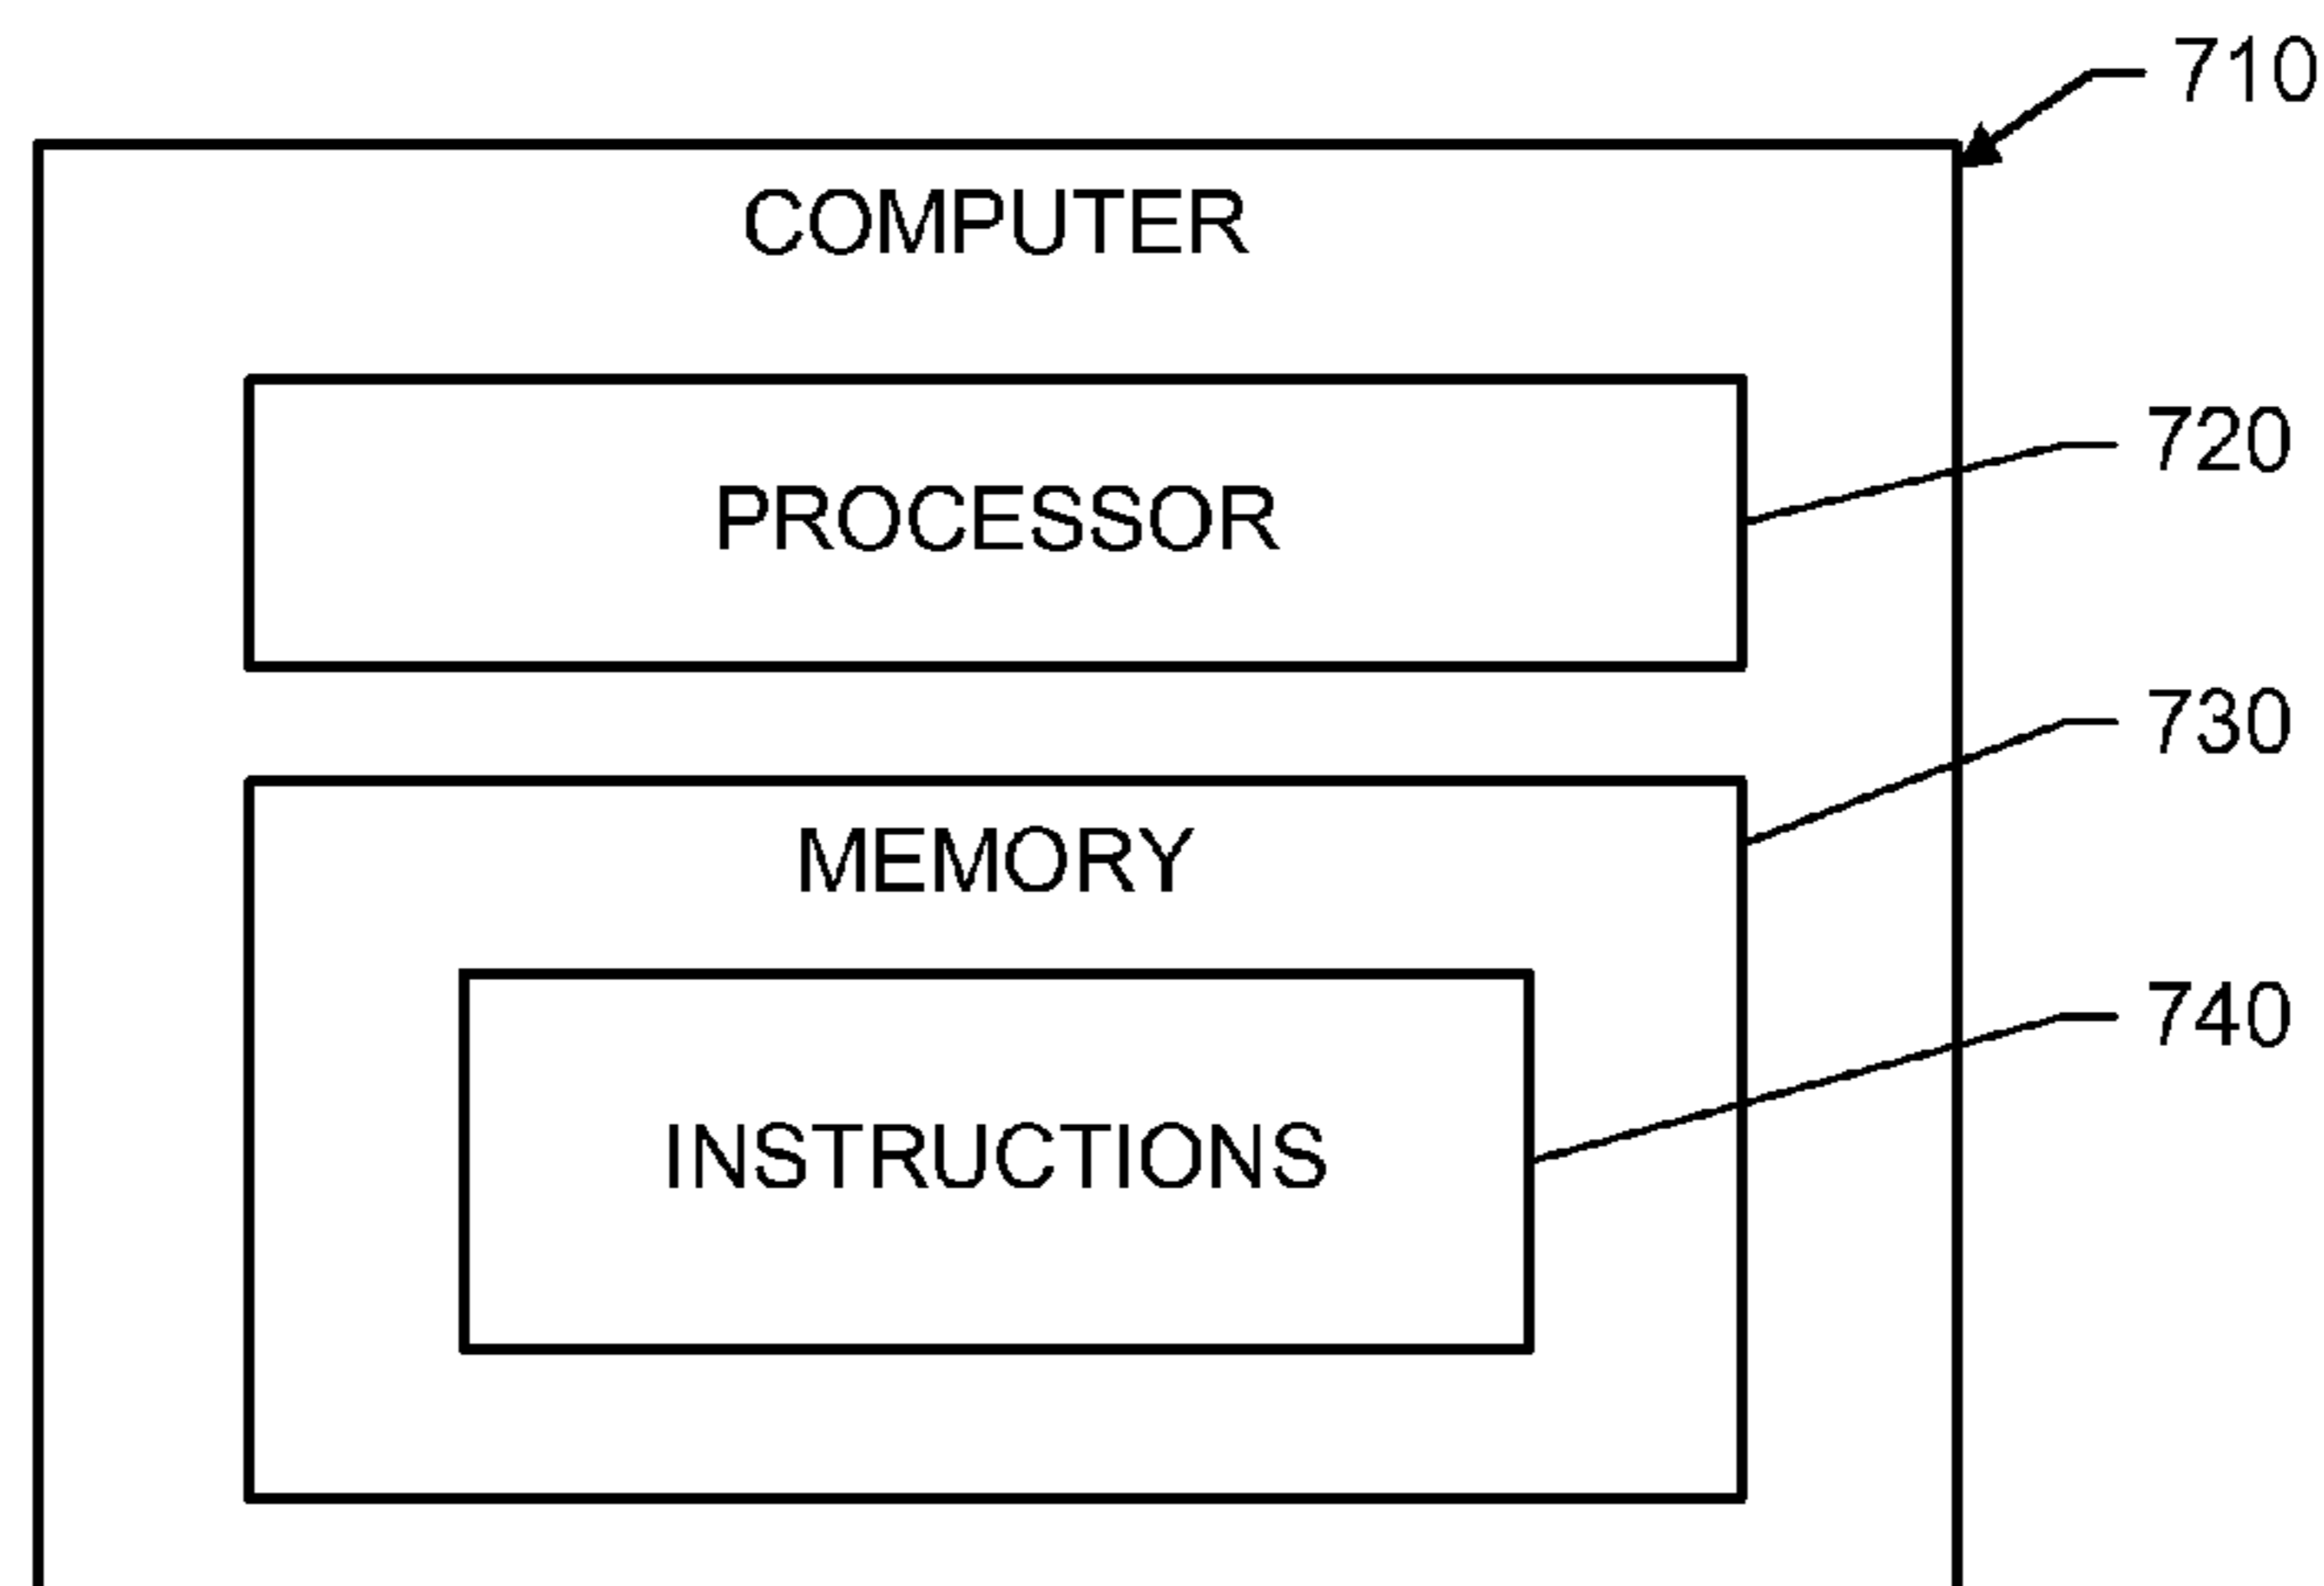 710
COMPUTER
720
PROCESSOR
730
MEMORY
740
INSTRUCTIONS